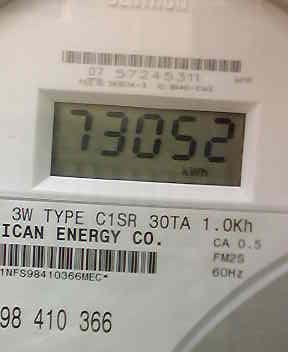 CENTRON
07 57245311
73052
kWh
3W TYPE C1SR 30TA 1.0Kh
ICAN ENERGY CO.
CA 0.5
FM2S
60Hz
1NFS98410366MEC*
98 410 366